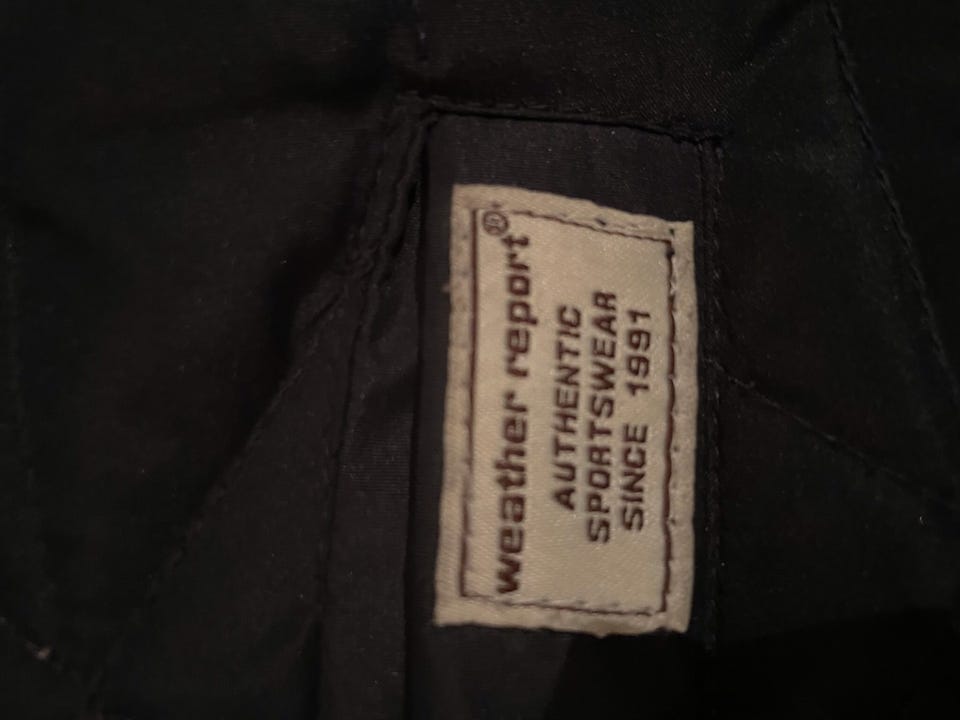 weather report®
AUTHENTIC
SPORTSWEAR
SINCE 1991